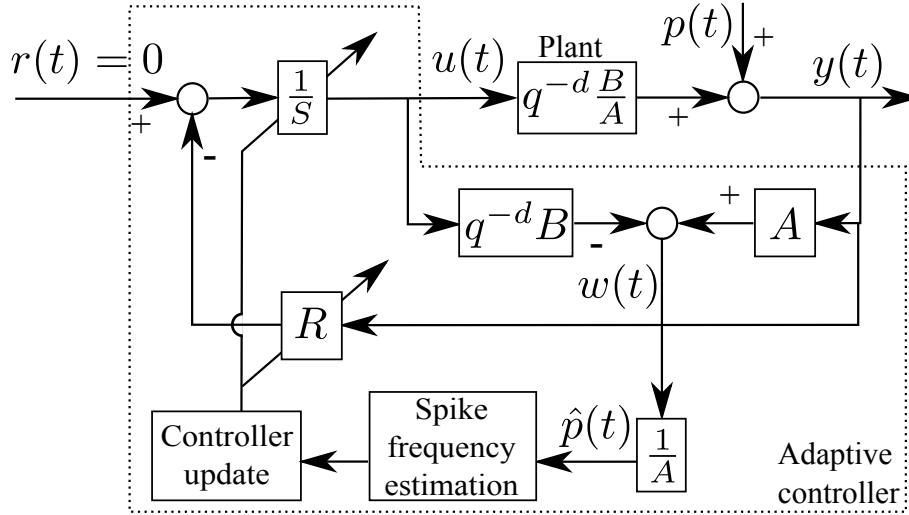 r(t) = 0
+
-
1
S
u(t)
Plant
q^{-d} B
A
+
p(t)
+
y(t)
q^{-d}B
-
+
A
w(t)
R
Controller
update
Spike
frequency
estimation
p̂(t)
1
A
Adaptive
controller